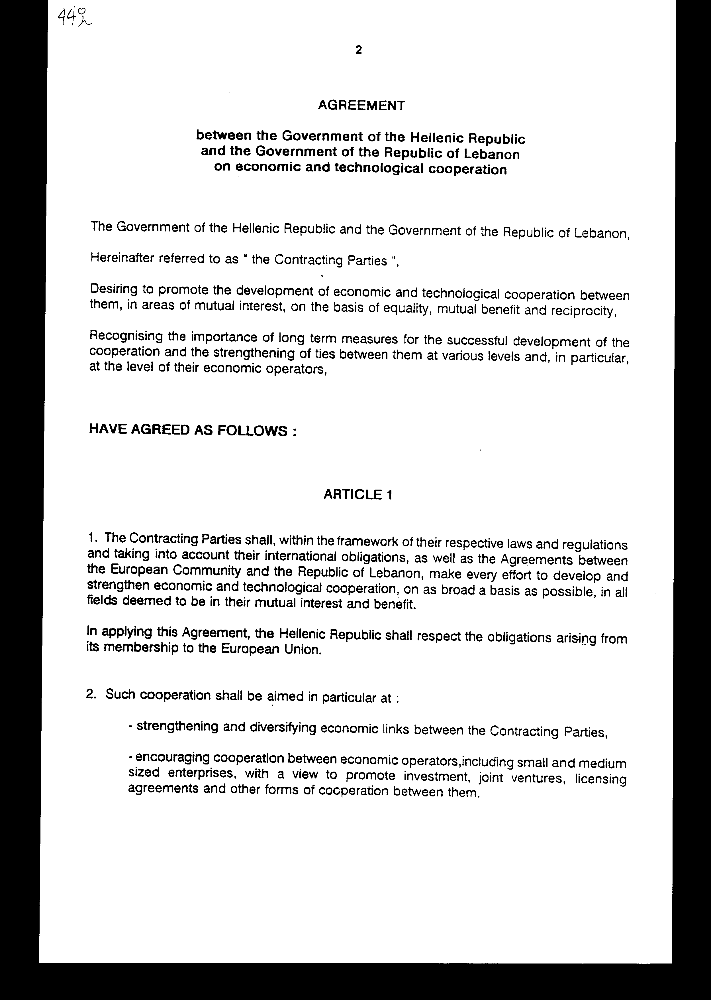 2
AGREEMENT
between the Government of the Hellenic Republic
and the Government of the Republic of Lebanon
on economic and technological cooperation
The Government of the Hellenic Republic and the Government of the Republic of Lebanon,
Hereinafter referred to as " the Contracting Parties ",
Desiring to promote the development of economic and technological cooperation between
them, in areas of mutual interest, on the basis of equality, mutual benefit and reciprocity,
Recognising the importance of long term measures for the successful development of the
cooperation and the strengthening of ties between them at various levels and, in particular,
at the level of their economic operators,
HAVE AGREED AS FOLLOWS :
ARTICLE 1
1. The Contracting Parties shall, within the framework of their respective laws and regulations
and taking into account their international obligations, as well as the Agreements between
the European Community and the Republic of Lebanon, make every effort to develop and
strengthen economic and technological cooperation, on as broad a basis as possible, in all
fields deemed to be in their mutual interest and benefit.
In applying this Agreement, the Hellenic Republic shall respect the obligations arising from
its membership to the European Union.
2. Such cooperation shall be aimed in particular at :
- strengthening and diversifying economic links between the Contracting Parties,
- encouraging cooperation between economic operators,including small and medium
sized enterprises, with a view to promote investment, joint ventures, licensing
agreements and other forms of cooperation between them.